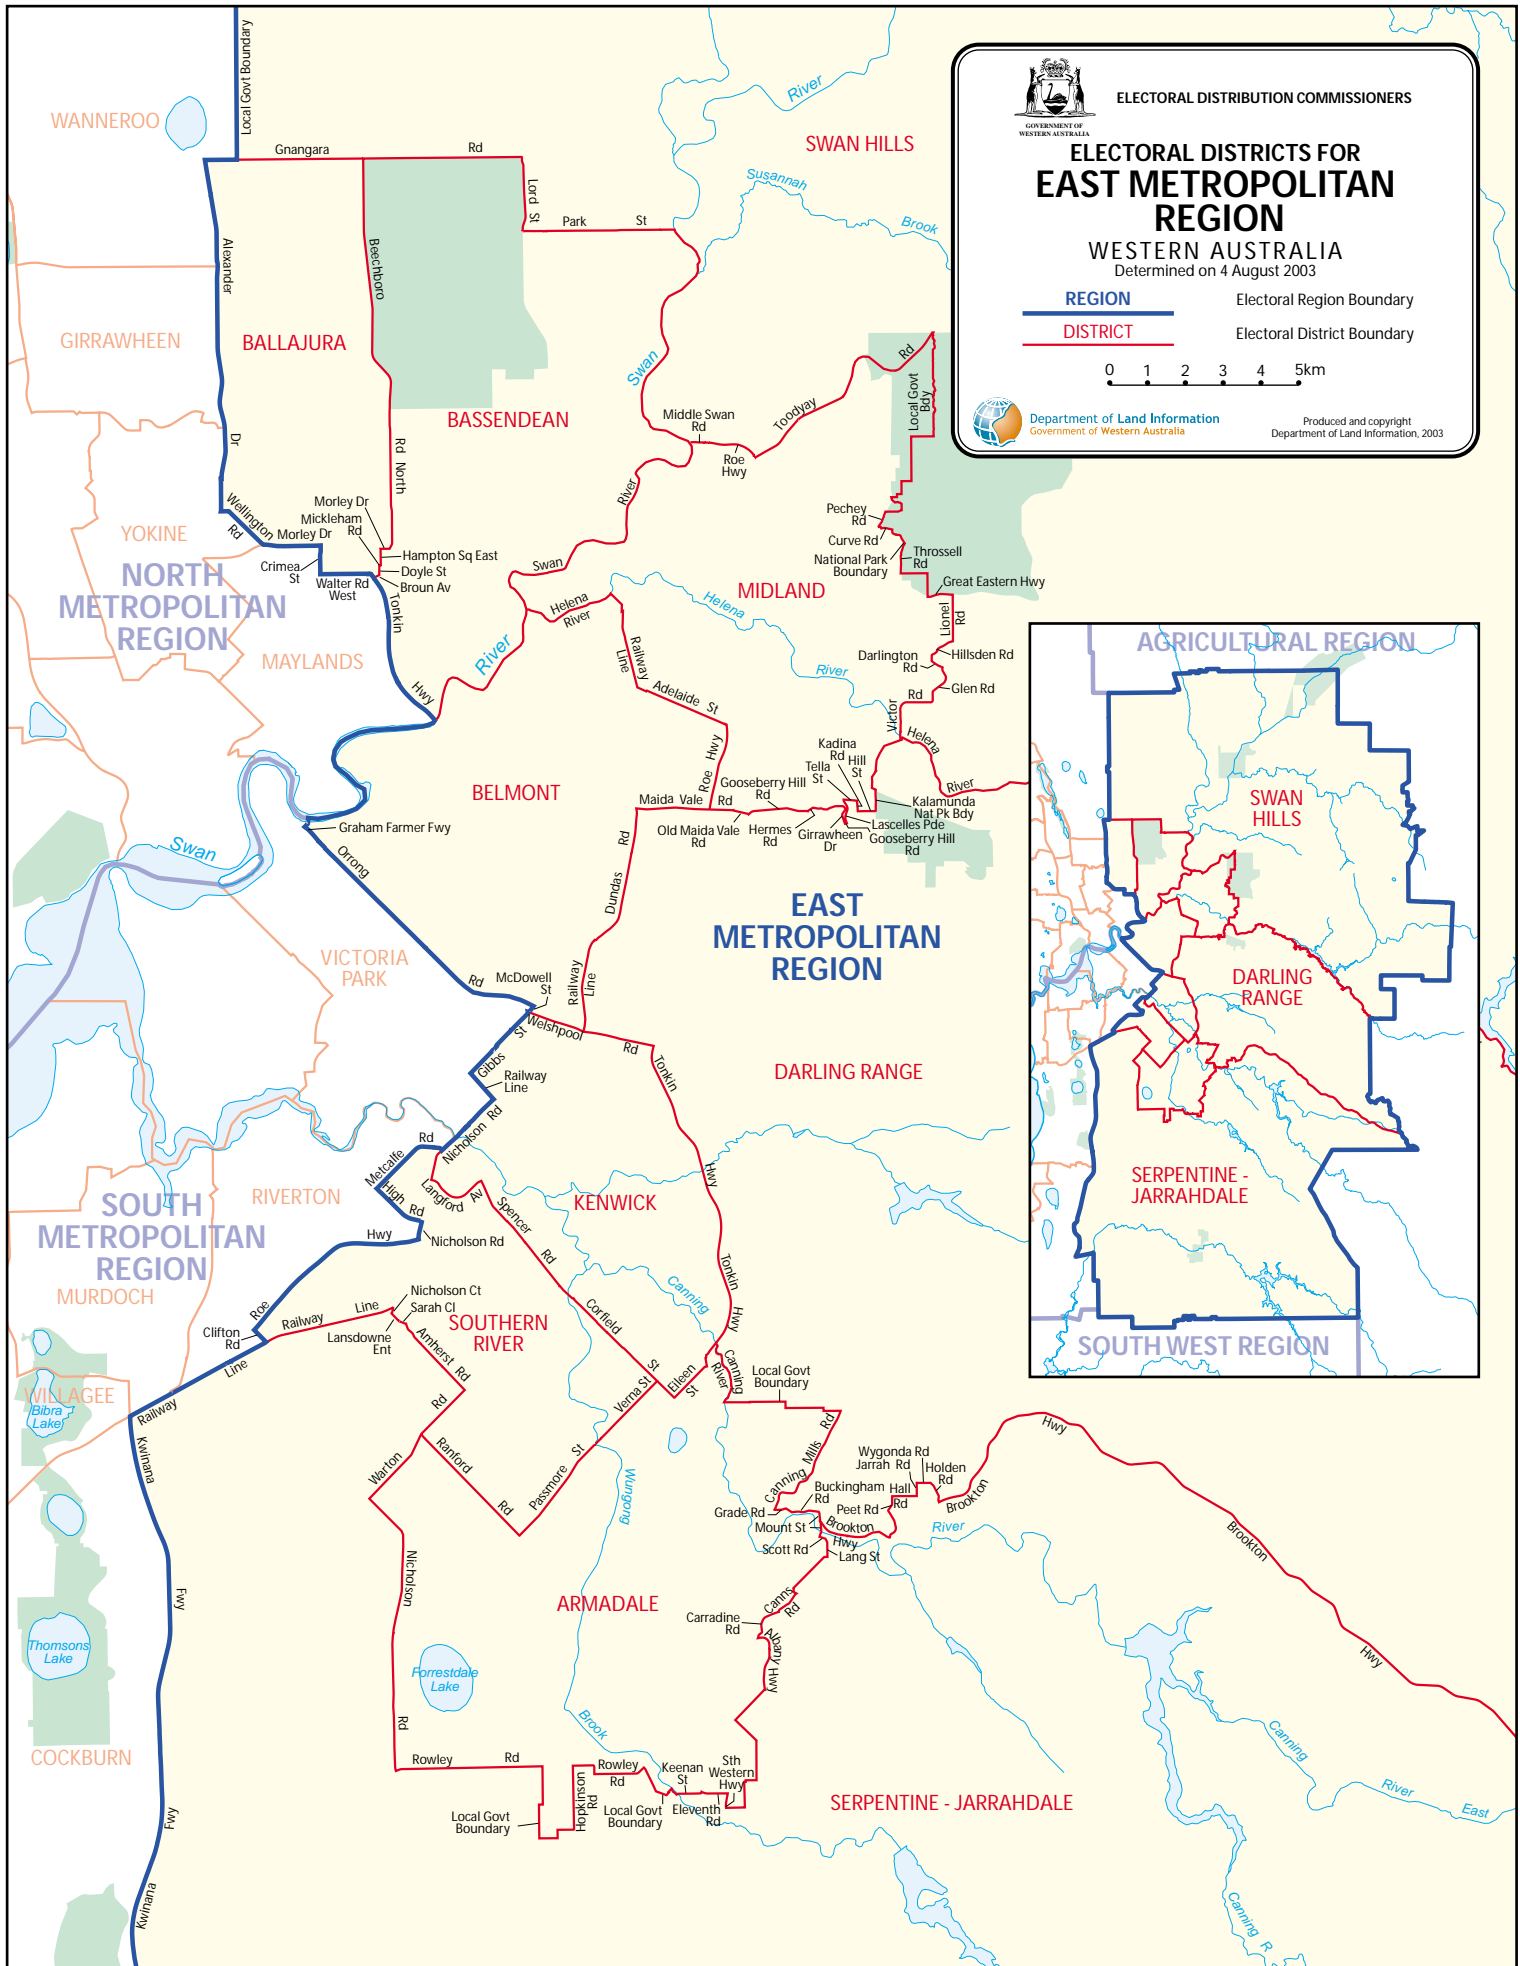 ELECTORAL DISTRIBUTION COMMISSIONERS
GOVERNMENT OF
WESTERN AUSTRALIA
ELECTORAL DISTRICTS FOR
EAST METROPOLITAN
REGION
WESTERN AUSTRALIA
Determined on 4 August 2003
REGION Electoral Region Boundary
DISTRICT Electoral District Boundary
0 1 2 3 4 5km
Department of Land Information
Government of Western Australia
Produced and copyright
Department of Land Information, 2003
Local Govt Boundary
WANNEROO
River
SWAN HILLS
Gnangara Rd
Lord St
Park St
Susannah
Brook
Alexander
Beechboro
GIRRAWHEEN
BALLAJURA
Swan
Rd
Local Govt
Bdy
BASSENDEAN
Middle Swan
Rd
Toodyay
Dr
Rd North
Roe
Hwy
River
Wellington
Rd
Morley Dr
Morley Dr
Mickleham
Rd
Pechey
Rd
Curve Rd
YOKINE
Hampton Sq East
National Park
Boundary
Throssell
Rd
Crimea
St
Doyle St
Swan
NORTH
METROPOLITAN
REGION
Walter Rd
West
Broun Av
MIDLAND
Great Eastern Hwy
Tonkin
Helena
River
Helena
Lionel
Rd
MAYLANDS
River
Railway
Line
Darlington
Rd
Hillsden Rd
River
Hwy
Adelaide St
Glen Rd
Rd
Victor
Helena
Roe Hwy
Kadina
Rd
Hill
St
Tella
St
BELMONT
Gooseberry Hill
Rd
River
Maida Vale Rd
Kalamunda
Nat Pk Bdy
Graham Farmer Fwy
Old Maida Vale
Rd
Hermes
Rd
Girrawheen
Dr
Lascelles Pde
Gooseberry Hill
Rd
Swan
Orrong
Rd
Dundas
EAST
METROPOLITAN
REGION
VICTORIA
PARK
Rd
McDowell
St
Railway
Line
Welshpool
Rd
St
Gibbs
Railway
Line
Tonkin
DARLING RANGE
Rd
Nicholson
Rd
Metcalfe
High
Rd
Langford
Av
Hwy
SOUTH
METROPOLITAN
REGION
RIVERTON
Spencer
Rd
KENWICK
Hwy
Nicholson Rd
Tonkin
Hwy
Canning
MURDOCH
Roe
Nicholson Ct
Sarah Cl
Railway
Line
Clifton
Rd
Lansdowne
Ent
SOUTHERN
RIVER
Corfield
St
Amherst
Rd
Line
Canning
River
Eileen
St
Verna St
Local Govt
Boundary
WILLAGEE
Bibra
Lake
Railway
Rd
Kwinana
Warton
Ranford
Rd
Passmore
St
Wungong
Rd
Mills
Canning
Hwy
Wygonda Rd
Jarrah Rd
Holden
Rd
Buckingham
Rd
Hall
Rd
Brookton
Grade Rd
Peet Rd
Mount St
Brookton
Hwy
Scott Rd
Lang St
River
Brookton
Hwy
Nicholson
Fwy
ARMADALE
Canns
Rd
Carradine
Rd
Albany Hwy
Thomsons
Lake
Forrestdale
Lake
Rd
Brook
COCKBURN
Rowley Rd
Rowley
Rd
Keenan
St
Sth
Western
Hwy
Hopkinson
Rd
Local Govt
Boundary
Local Govt
Boundary
Eleventh
Rd
SERPENTINE - JARRAHDALE
Canning
River
East
Fwy
Kwinana
Canning R
AGRICULTURAL REGION
SWAN
HILLS
DARLING
RANGE
SERPENTINE -
JARRAHDALE
SOUTH WEST REGION